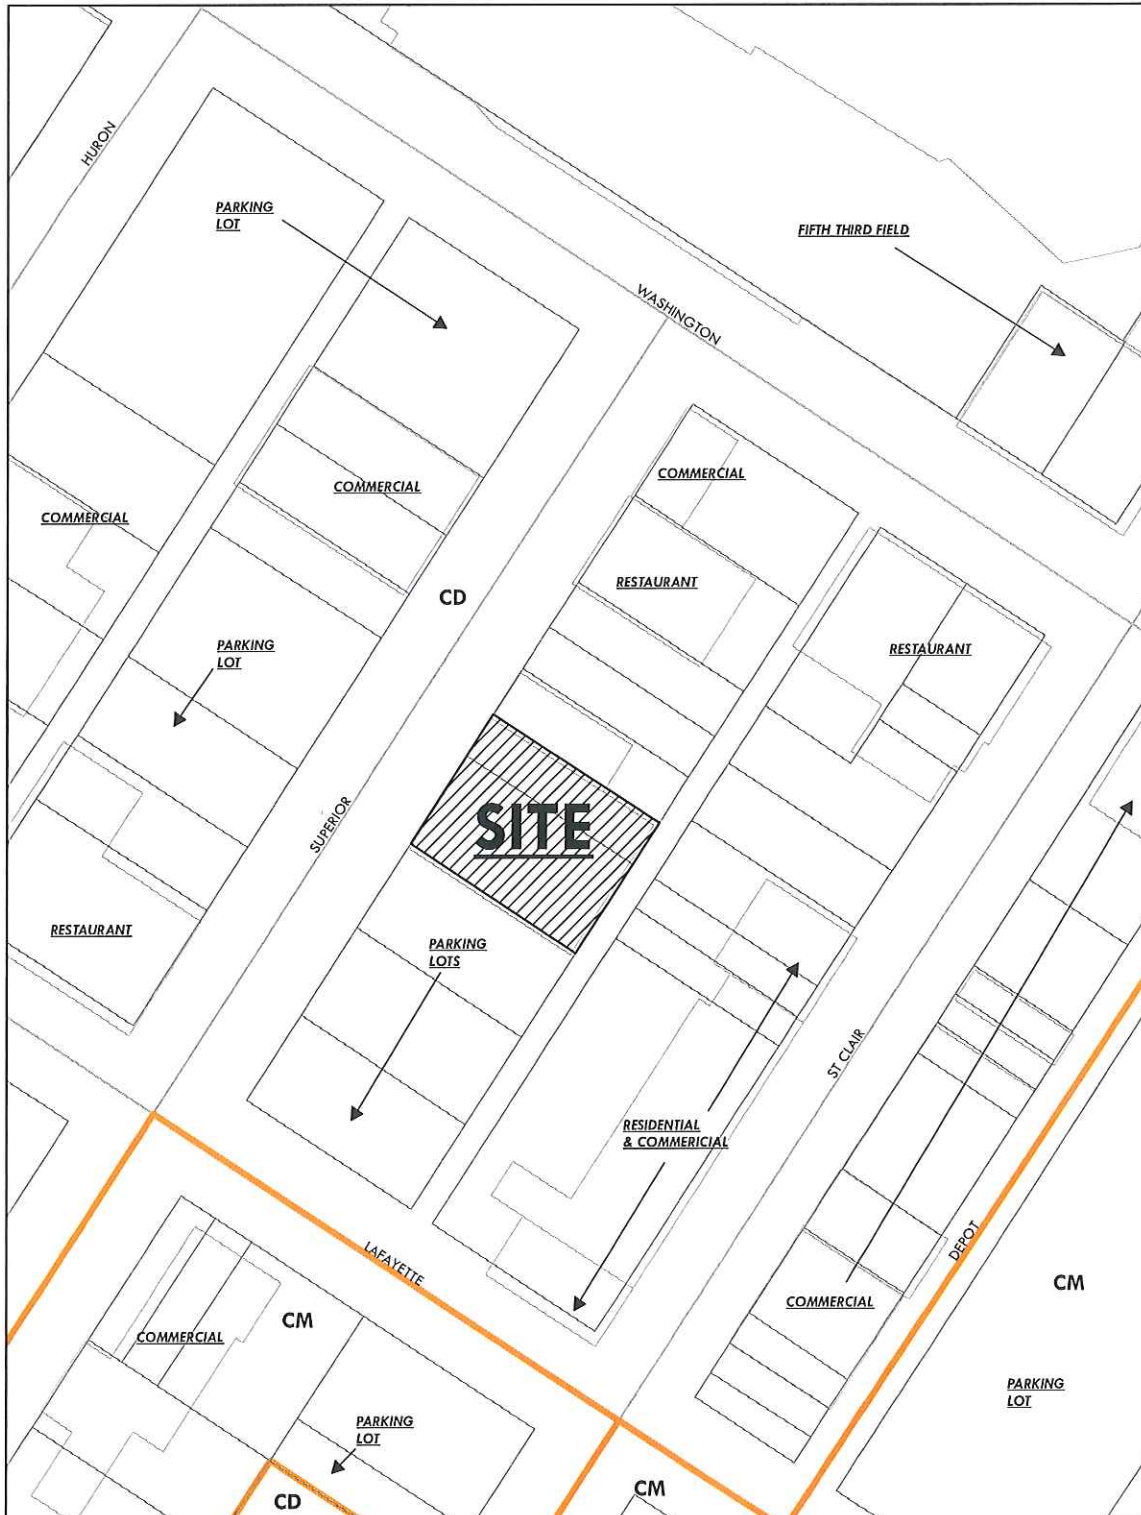 HURON
PARKING
LOT
FIFTH THIRD FIELD
WASHINGTON
COMMERCIAL
COMMERCIAL
COMMERCIAL
RESTAURANT
CD
PARKING
LOT
RESTAURANT
SUPERIOR
SITE
RESTAURANT
PARKING
LOTS
ST CLAIR
RESIDENTIAL
& COMMERICIAL
LAFAYETTE
DEPOT
CM
COMMERCIAL
CM
COMMERCIAL
PARKING
LOT
PARKING
LOT
CM
CD